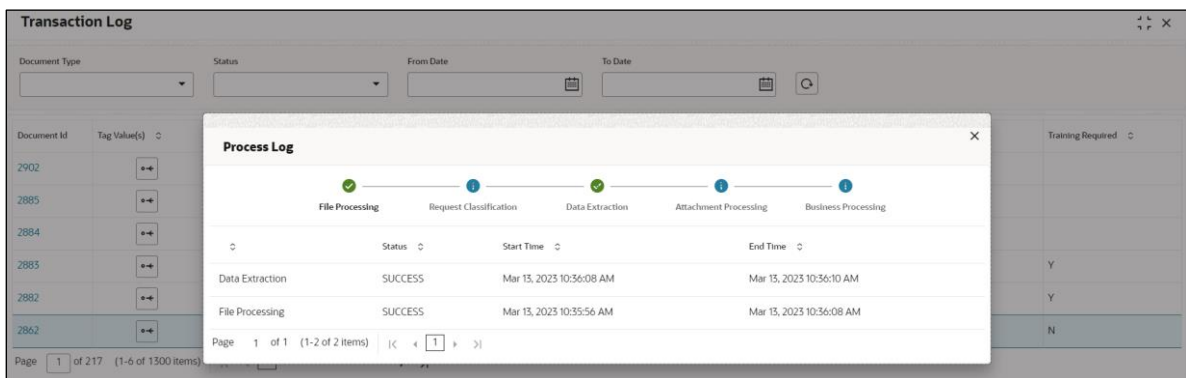 Transaction Log
Document Type Status From Date To Date
Document Id Tag Value(s) Training Required
Process Log
File Processing Request Classification Data Extraction Attachment Processing Business Processing
Status Start Time End Time
Data Extraction SUCCESS Mar 13, 2023 10:36:08 AM Mar 13, 2023 10:36:10 AM
File Processing SUCCESS Mar 13, 2023 10:35:56 AM Mar 13, 2023 10:36:08 AM
Page 1 of 1 (1-2 of 2 items) 1
2902
2885
2884
2883 Y
2882 Y
2862 N
Page 1 of 217 (1-6 of 1300 items)